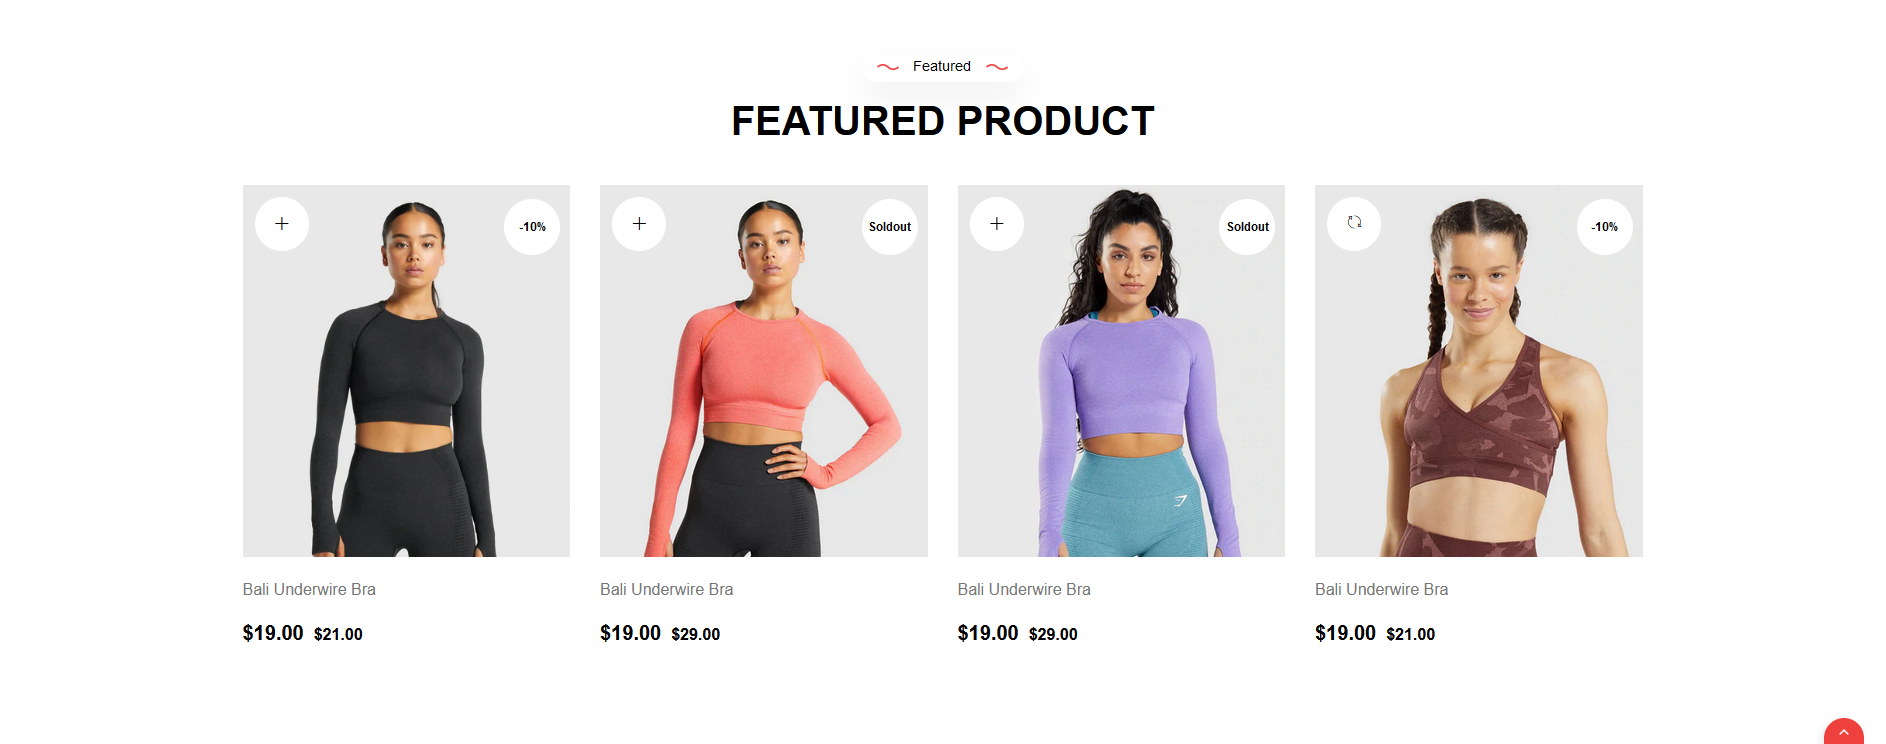 Featured
FEATURED PRODUCT
-10%
Soldout
Soldout
-10%
Bali Underwire Bra
Bali Underwire Bra
Bali Underwire Bra
Bali Underwire Bra
$19.00 $21.00
$19.00 $29.00
$19.00 $29.00
$19.00 $21.00